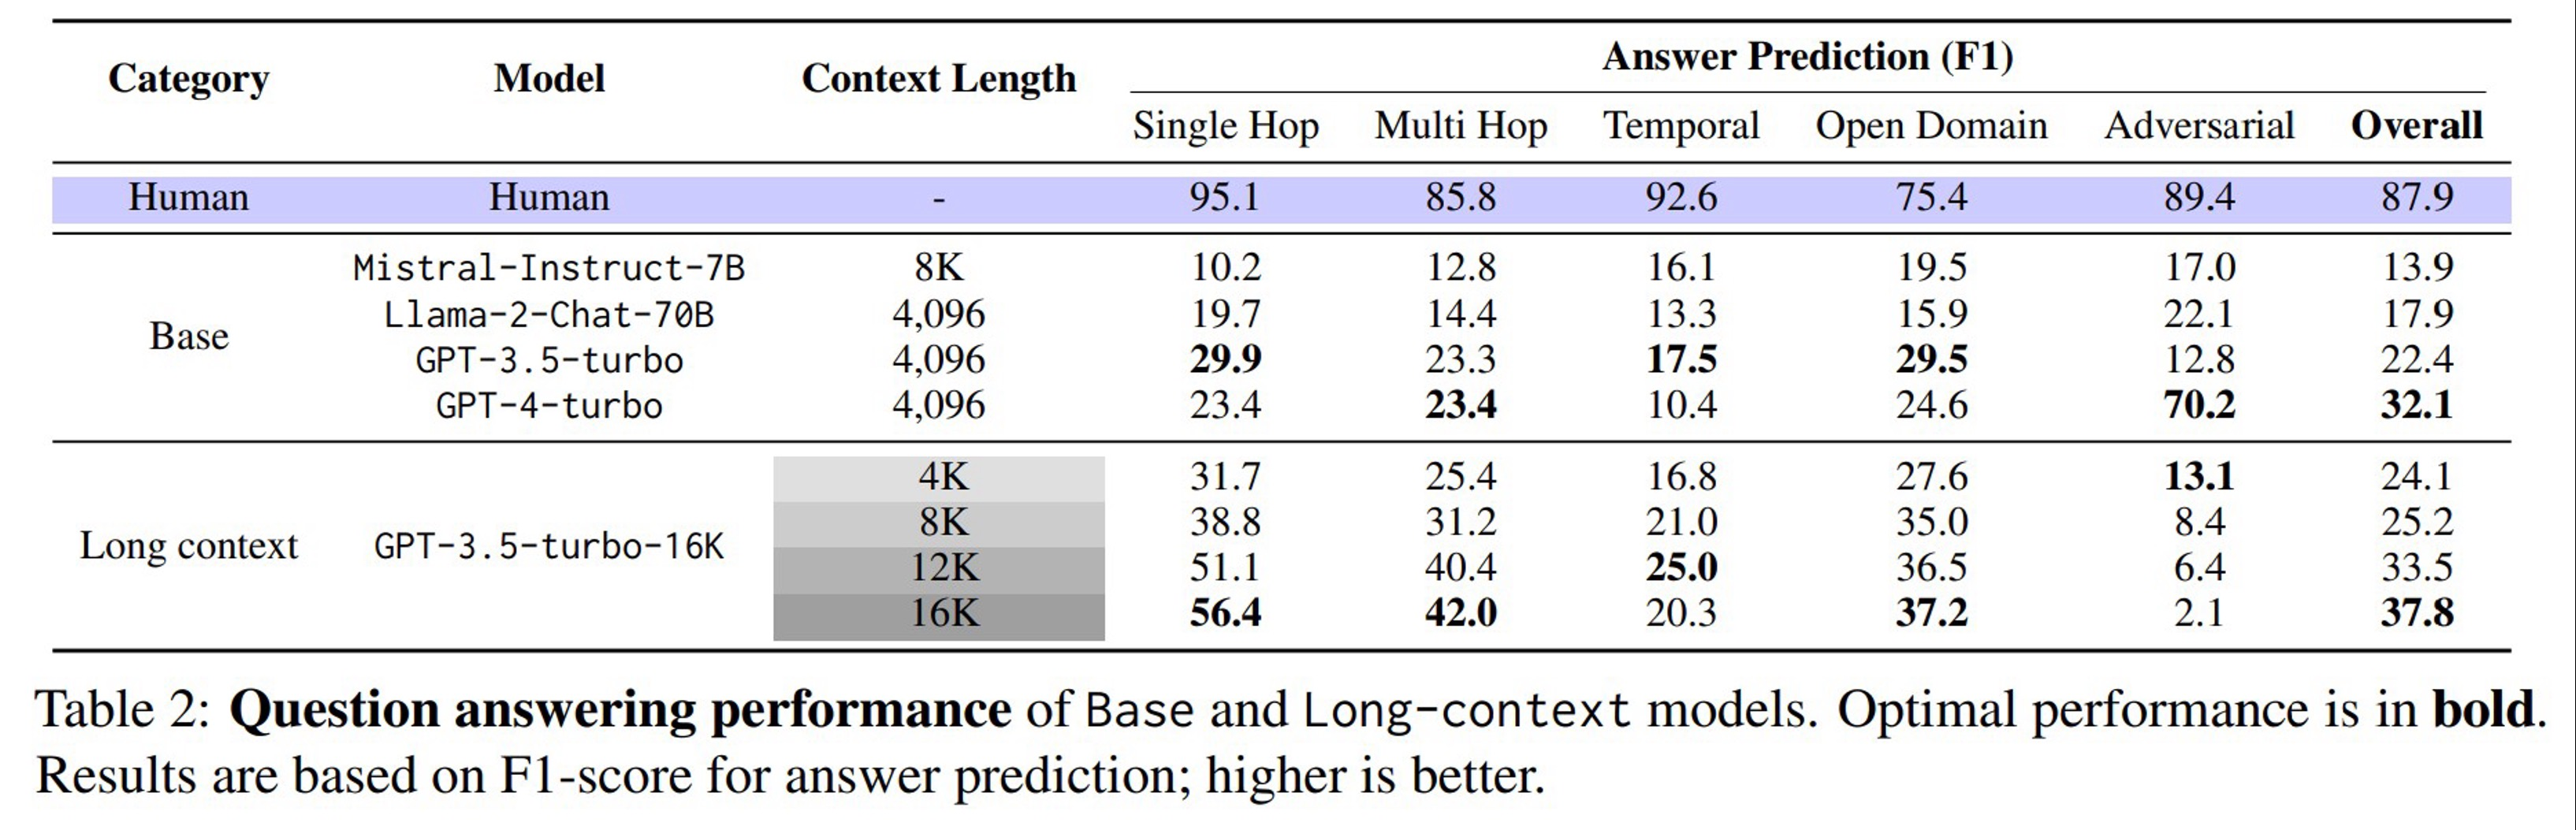 Category Model Context Length Answer Prediction (F1)
Single Hop Multi Hop Temporal Open Domain Adversarial Overall
Human Human - 95.1 85.8 92.6 75.4 89.4 87.9
Base
Mistral-Instruct-7B 8K 10.2 12.8 16.1 19.5 17.0 13.9
Llama-2-Chat-70B 4,096 19.7 14.4 13.3 15.9 22.1 17.9
GPT-3.5-turbo 4,096 29.9 23.3 17.5 29.5 12.8 22.4
GPT-4-turbo 4,096 23.4 23.4 10.4 24.6 70.2 32.1
Long context GPT-3.5-turbo-16K
4K 31.7 25.4 16.8 27.6 13.1 24.1
8K 38.8 31.2 21.0 35.0 8.4 25.2
12K 51.1 40.4 25.0 36.5 6.4 33.5
16K 56.4 42.0 20.3 37.2 2.1 37.8
Table 2: Question answering performance of Base and Long-context models. Optimal performance is in bold.
Results are based on F1-score for answer prediction; higher is better.